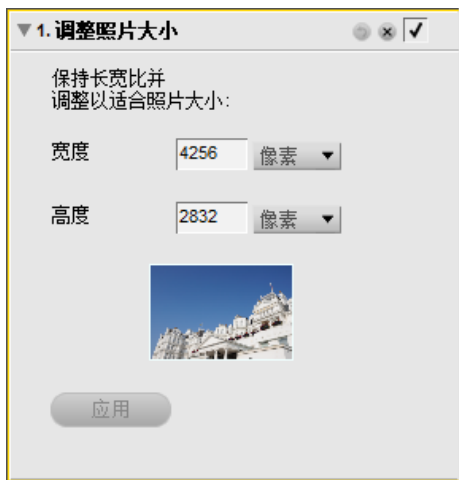 1. 调整照片大小
保持长宽比并
调整以适合照片大小:
宽度 4256 像素
高度 2832 像素
应用